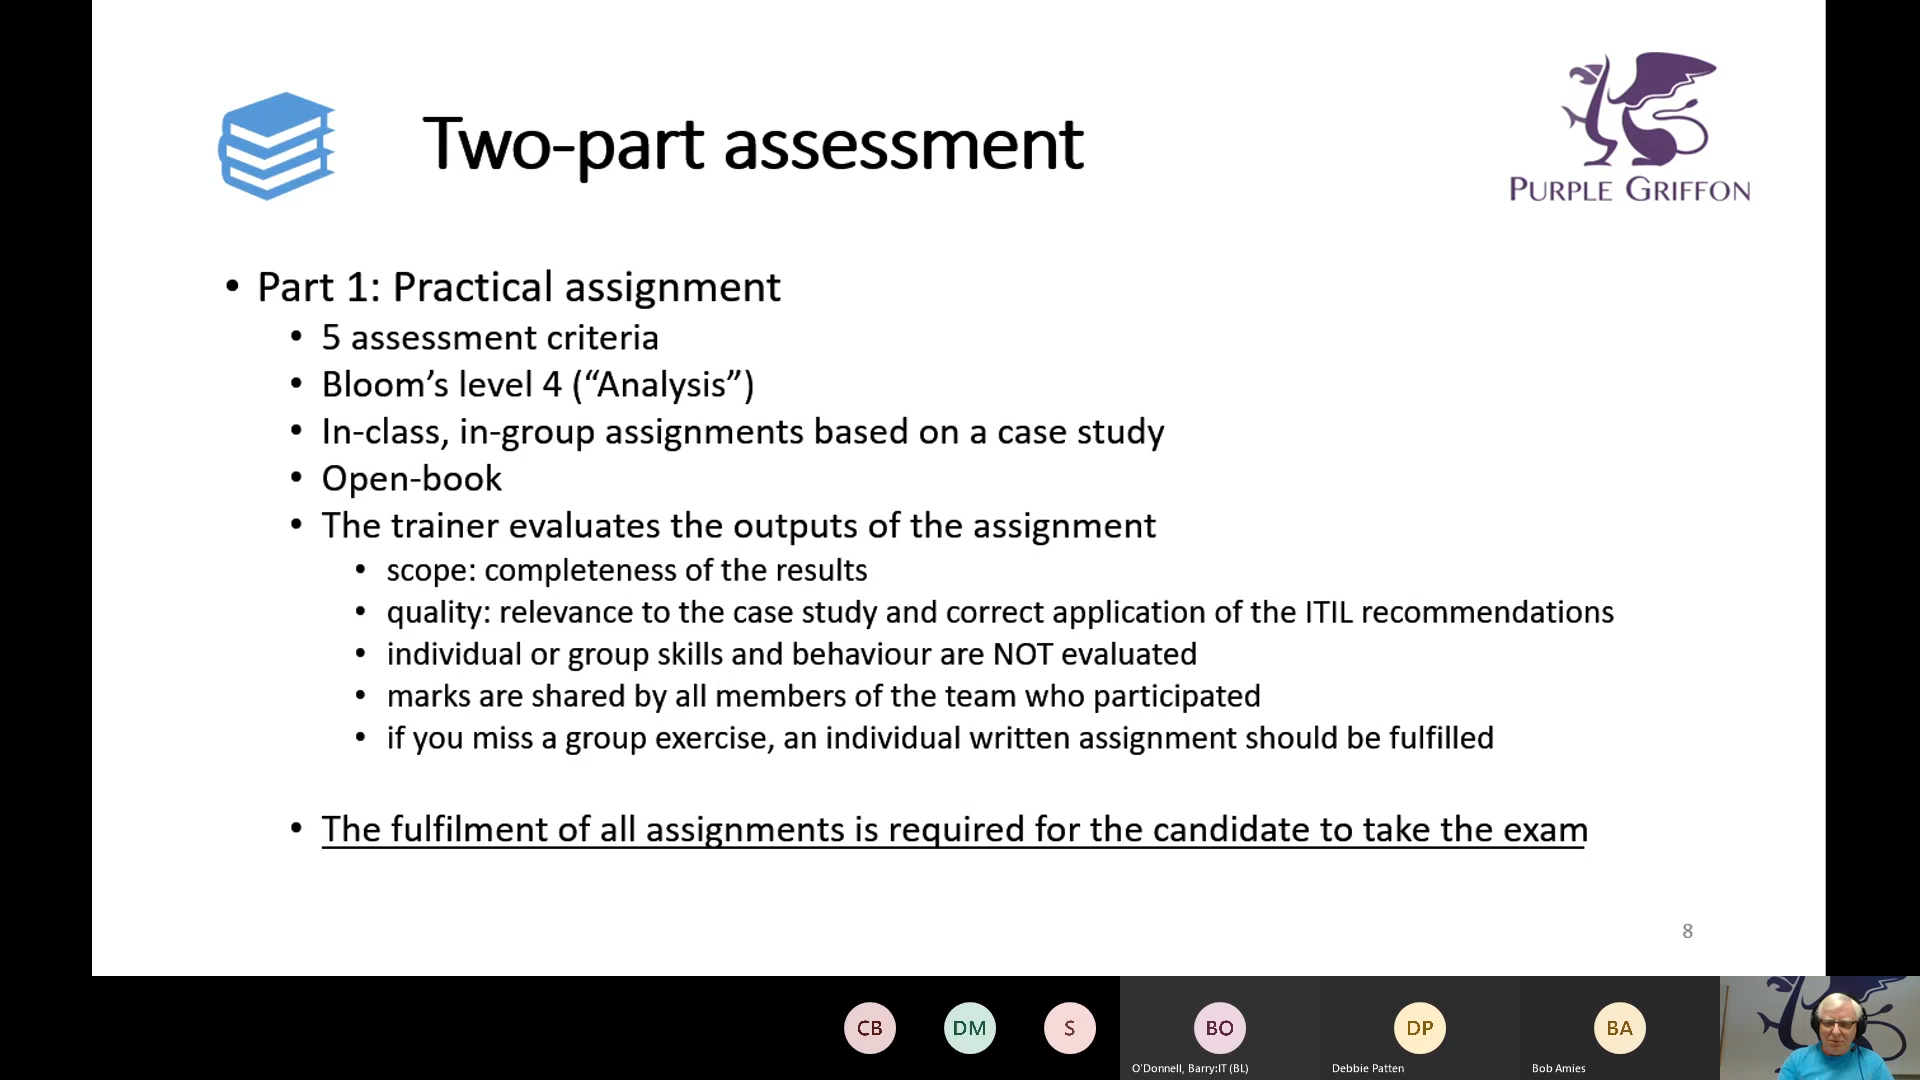 Two-part assessment
PURPLE GRIFFON
• Part 1: Practical assignment
• 5 assessment criteria
• Bloom’s level 4 (“Analysis”)
• In-class, in-group assignments based on a case study
• Open-book
• The trainer evaluates the outputs of the assignment
• scope: completeness of the results
• quality: relevance to the case study and correct application of the ITIL recommendations
• individual or group skills and behaviour are NOT evaluated
• marks are shared by all members of the team who participated
• if you miss a group exercise, an individual written assignment should be fulfilled
• The fulfilment of all assignments is required for the candidate to take the exam
8
CB DM S BO DP BA
O'Donnell, Barry:IT (BL) Debbie Patten Bob Amies